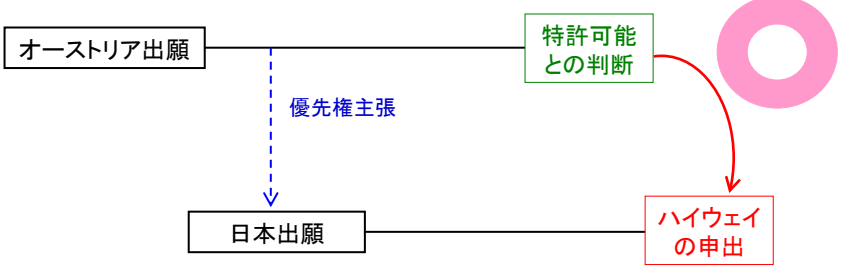 オーストリア出願
特許可能
との判断
優先権主張
日本出願
ハイウェイ
の申出